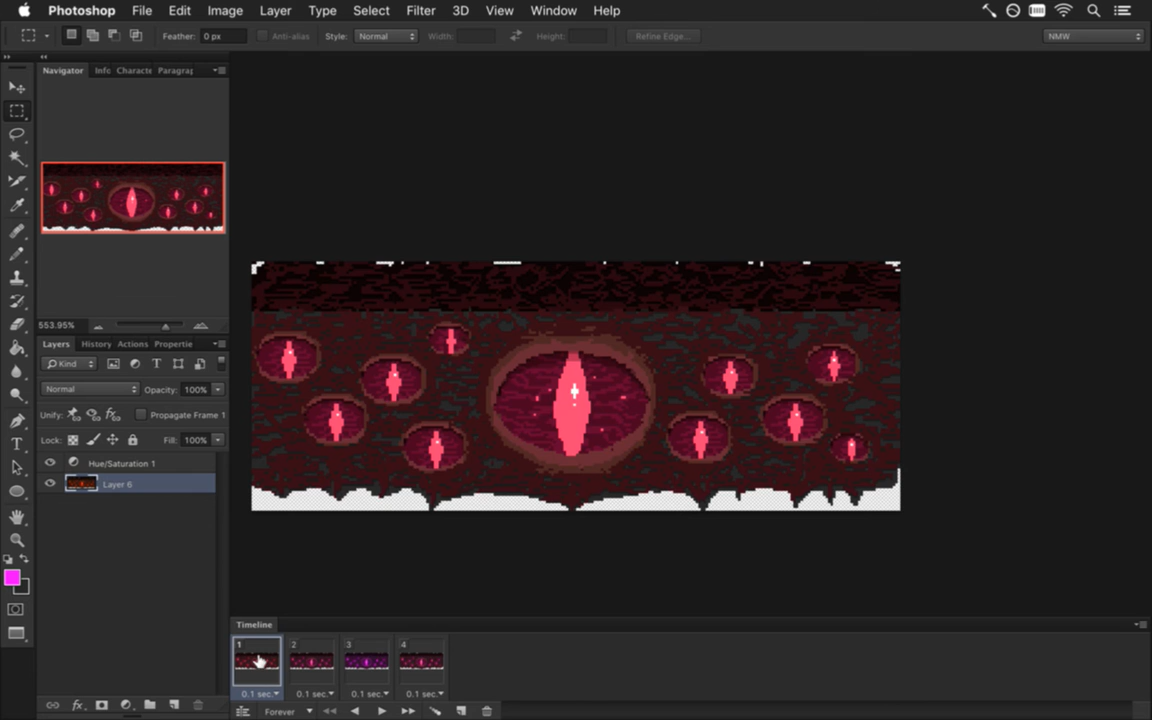 Photoshop File Edit Image Layer Type Select Filter 3D View Window Help
Feather: 0 px Anti-alias Style: Normal Width: Height: Refine Edge... NMW
Navigator Info Characte Paragrap
553.95%
Layers History Actions Propertie
Kind
Normal Opacity: 100%
Unify: Propagate Frame 1
Lock: Fill: 100%
Hue/Saturation 1
Layer 6
Timeline
1 2 3 4
0.1 sec. 0.1 sec. 0.1 sec. 0.1 sec.
Forever